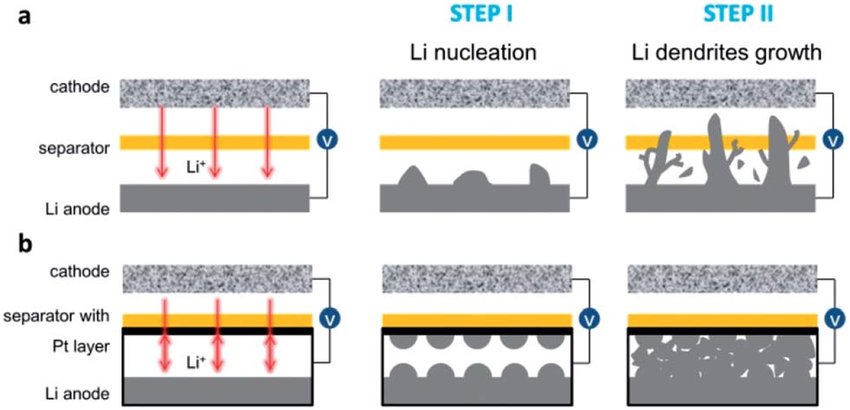 a
STEP I
STEP II
Li nucleation
Li dendrites growth
cathode
separator
Li⁺
Li anode
V
V
V
b
cathode
separator with
Pt layer
Li⁺
Li anode
V
V
V